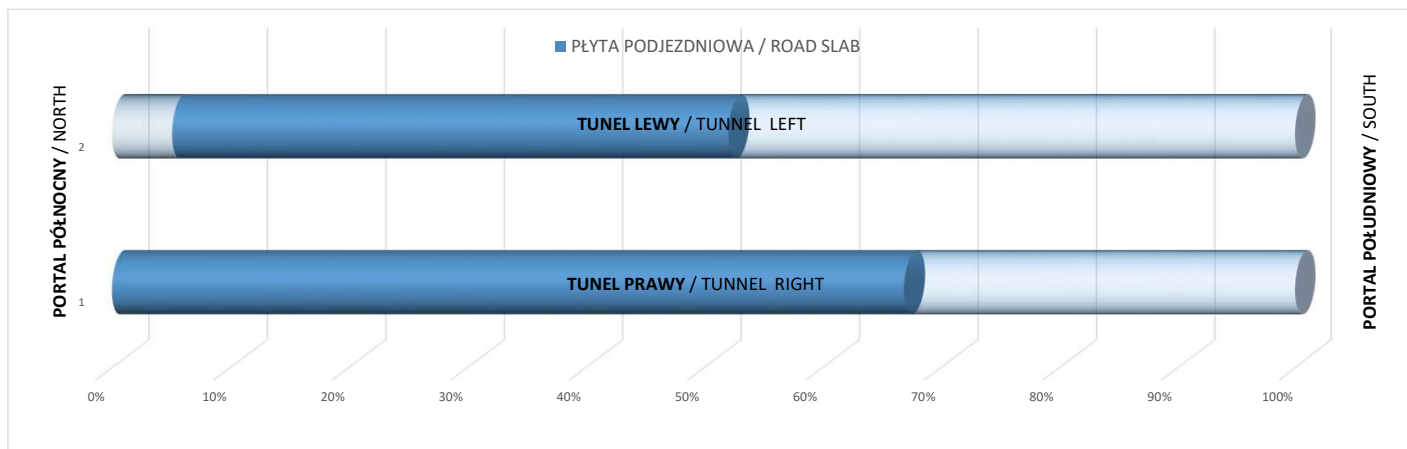 PŁYTA PODJEZDNIOWA / ROAD SLAB
PORTAL PÓŁNOCNY / NORTH
2
TUNEL LEWY / TUNNEL LEFT
1
TUNEL PRAWY / TUNNEL RIGHT
PORTAL POŁUDNIOWY / SOUTH
0% 10% 20% 30% 40% 50% 60% 70% 80% 90% 100%